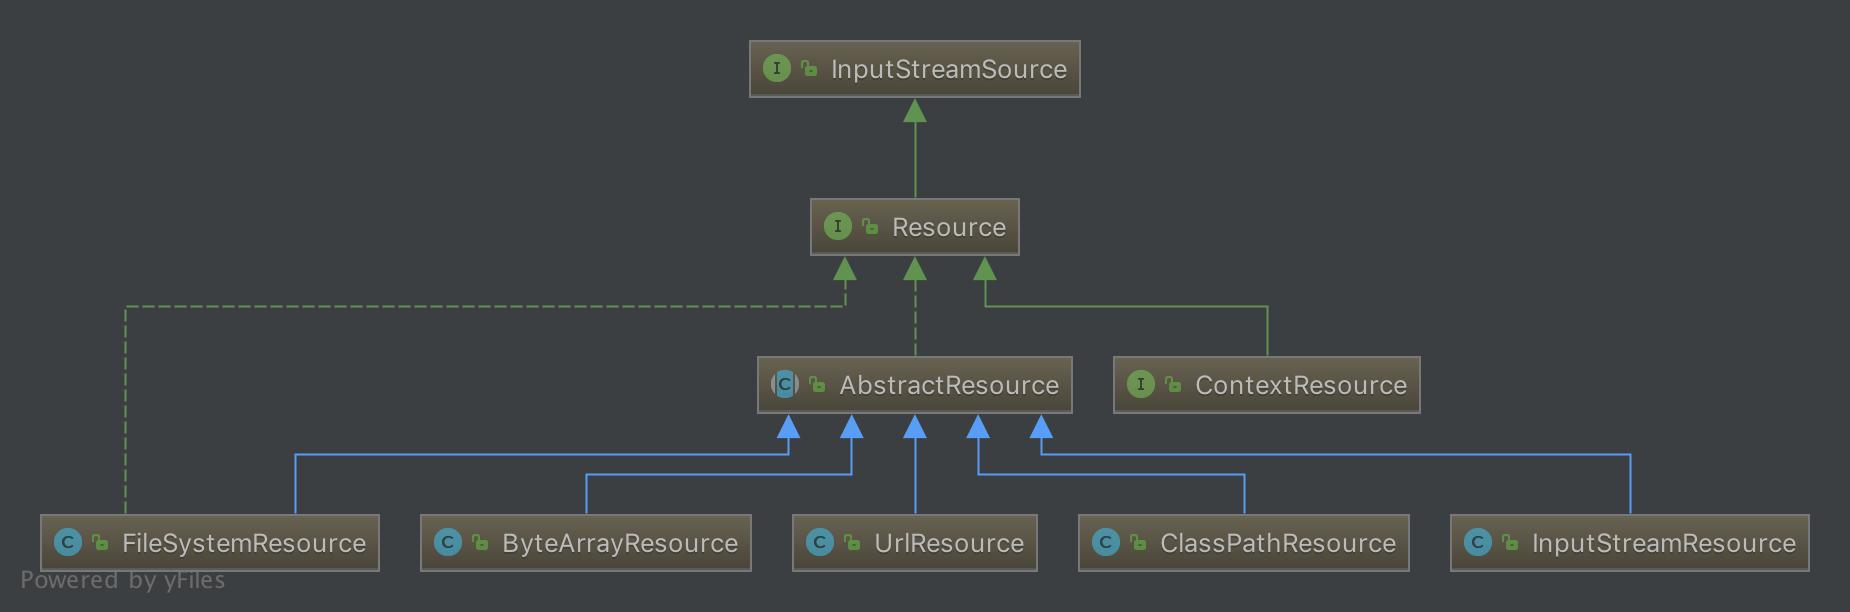 InputStreamSource
Resource
AbstractResource
ContextResource
FileSystemResource
ByteArrayResource
UrlResource
ClassPathResource
InputStreamResource
Powered by yFiles